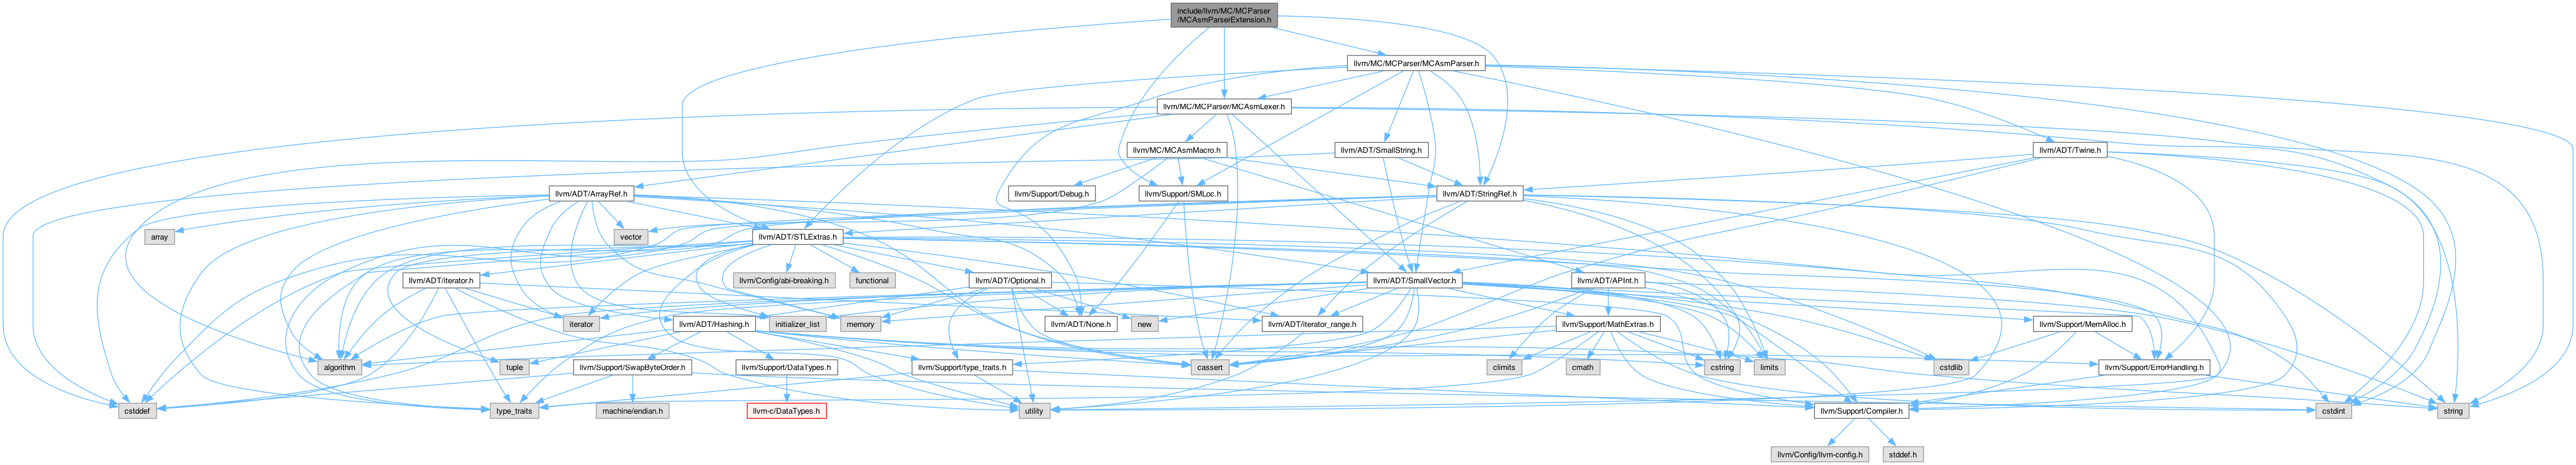 include/llvm/MC/MCParser
/MCAsmParserExtension.h
llvm/MC/MCParser/MCAsmParser.h
llvm/MC/MCParser/MCAsmLexer.h
llvm/MC/MCAsmMacro.h
llvm/ADT/SmallString.h
llvm/ADT/Twine.h
llvm/ADT/ArrayRef.h
llvm/Support/Debug.h
llvm/Support/SMLoc.h
llvm/ADT/StringRef.h
array
vector
llvm/ADT/STLExtras.h
llvm/ADT/iterator.h
llvm/Config/abi-breaking.h
functional
llvm/ADT/Optional.h
llvm/ADT/SmallVector.h
llvm/ADT/APInt.h
iterator
llvm/ADT/Hashing.h
initializer_list
memory
llvm/ADT/None.h
new
llvm/ADT/iterator_range.h
llvm/Support/MathExtras.h
llvm/Support/MemAlloc.h
algorithm
tuple
llvm/Support/SwapByteOrder.h
llvm/Support/DataTypes.h
llvm/Support/type_traits.h
cassert
climits
cmath
cstring
limits
cstdlib
llvm/Support/ErrorHandling.h
cstddef
type_traits
machine/endian.h
llvm-c/DataTypes.h
utility
llvm/Support/Compiler.h
cstdint
string
llvm/Config/llvm-config.h
stddef.h